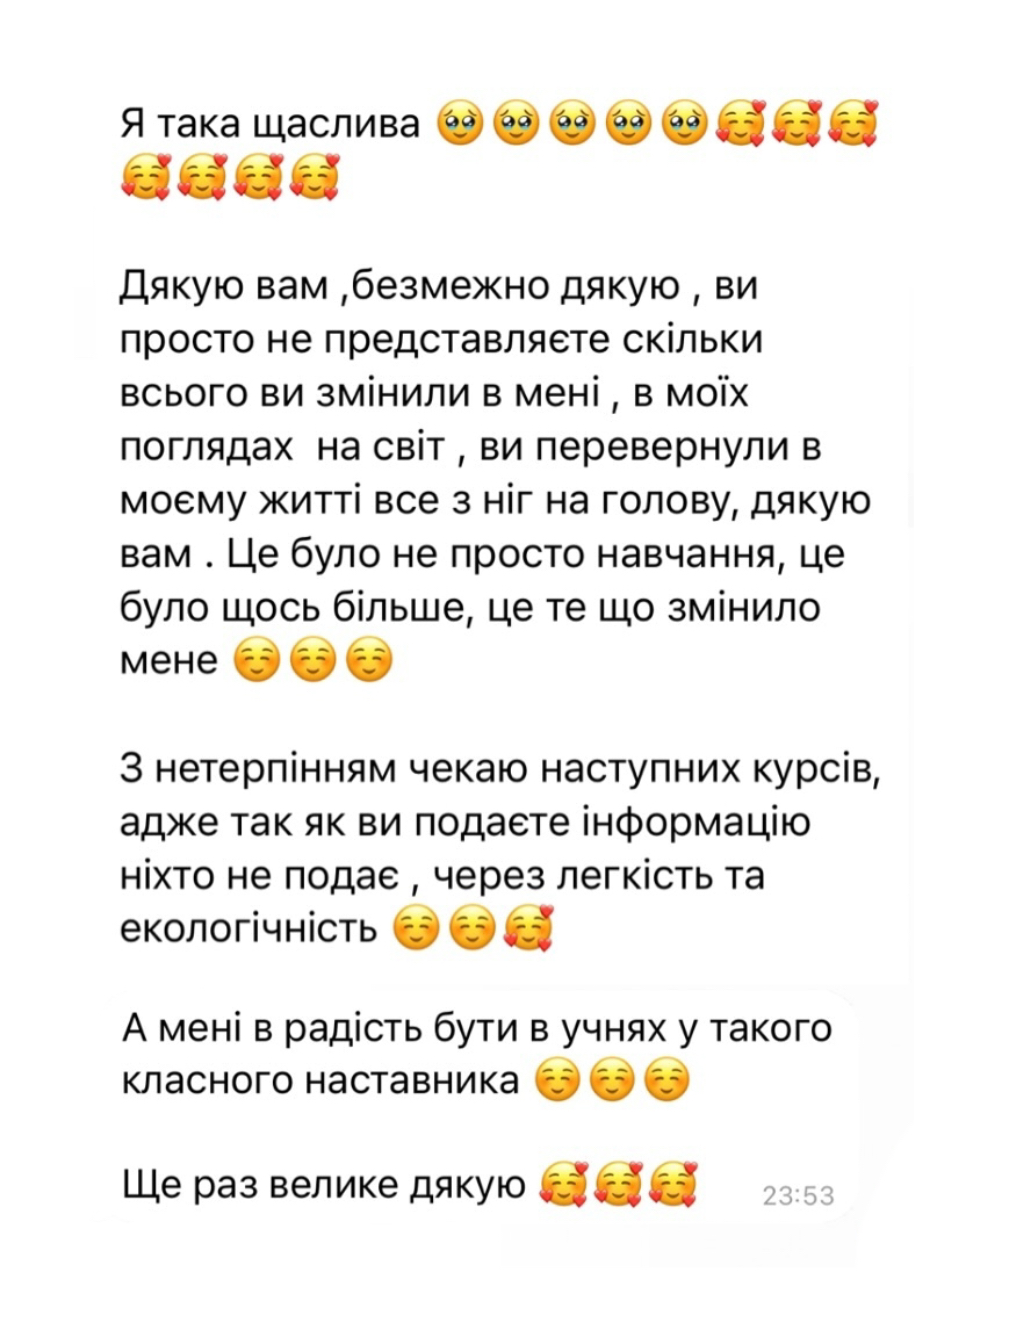 Я така щаслива 🥹🥹🥹🥹🥹🥰🥰🥰
🥰🥰🥰🥰
Дякую вам ,безмежно дякую , ви
просто не представляєте скільки
всього ви змінили в мені , в моїх
поглядах  на світ , ви перевернули в
моєму житті все з ніг на голову, дякую
вам . Це було не просто навчання, це
було щось більше, це те що змінило
мене ☺️☺️☺️
З нетерпінням чекаю наступних курсів,
адже так як ви подаєте інформацію
ніхто не подає , через легкість та
екологічність ☺️☺️🥰
А мені в радість бути в учнях у такого
класного наставника ☺️☺️☺️
Ще раз велике дякую 🥰🥰🥰 23:53